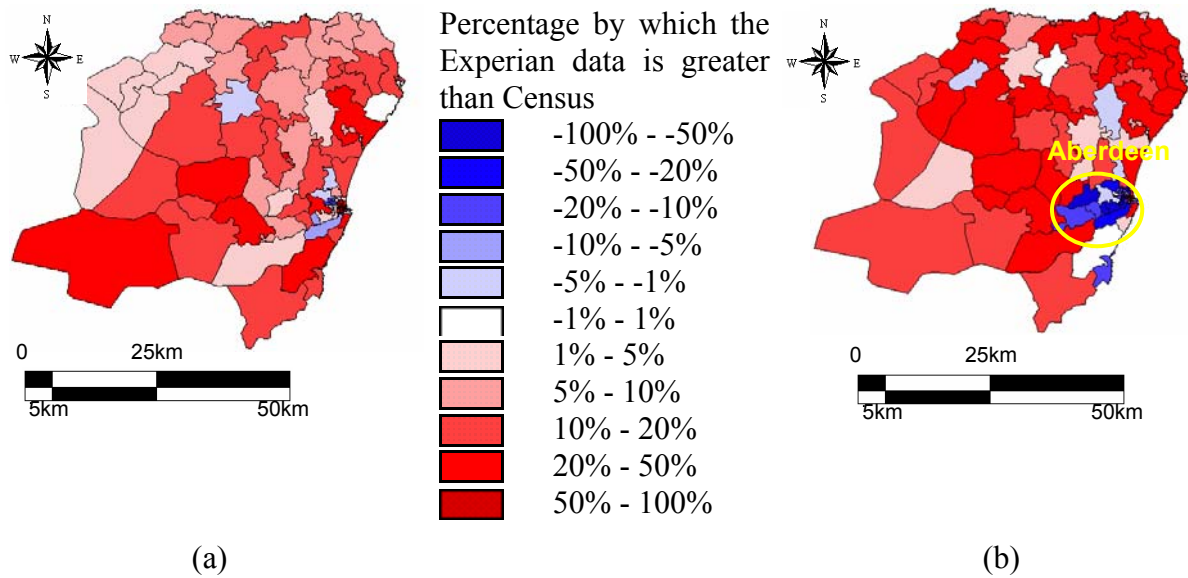 N
W E
S
0 25km
5km 50km
(a)
Percentage by which the
Experian data is greater
than Census
-100% - -50%
-50% - -20%
-20% - -10%
-10% - -5%
-5% - -1%
-1% - 1%
1% - 5%
5% - 10%
10% - 20%
20% - 50%
50% - 100%
N
W E
S
Aberdeen
0 25km
5km 50km
(b)